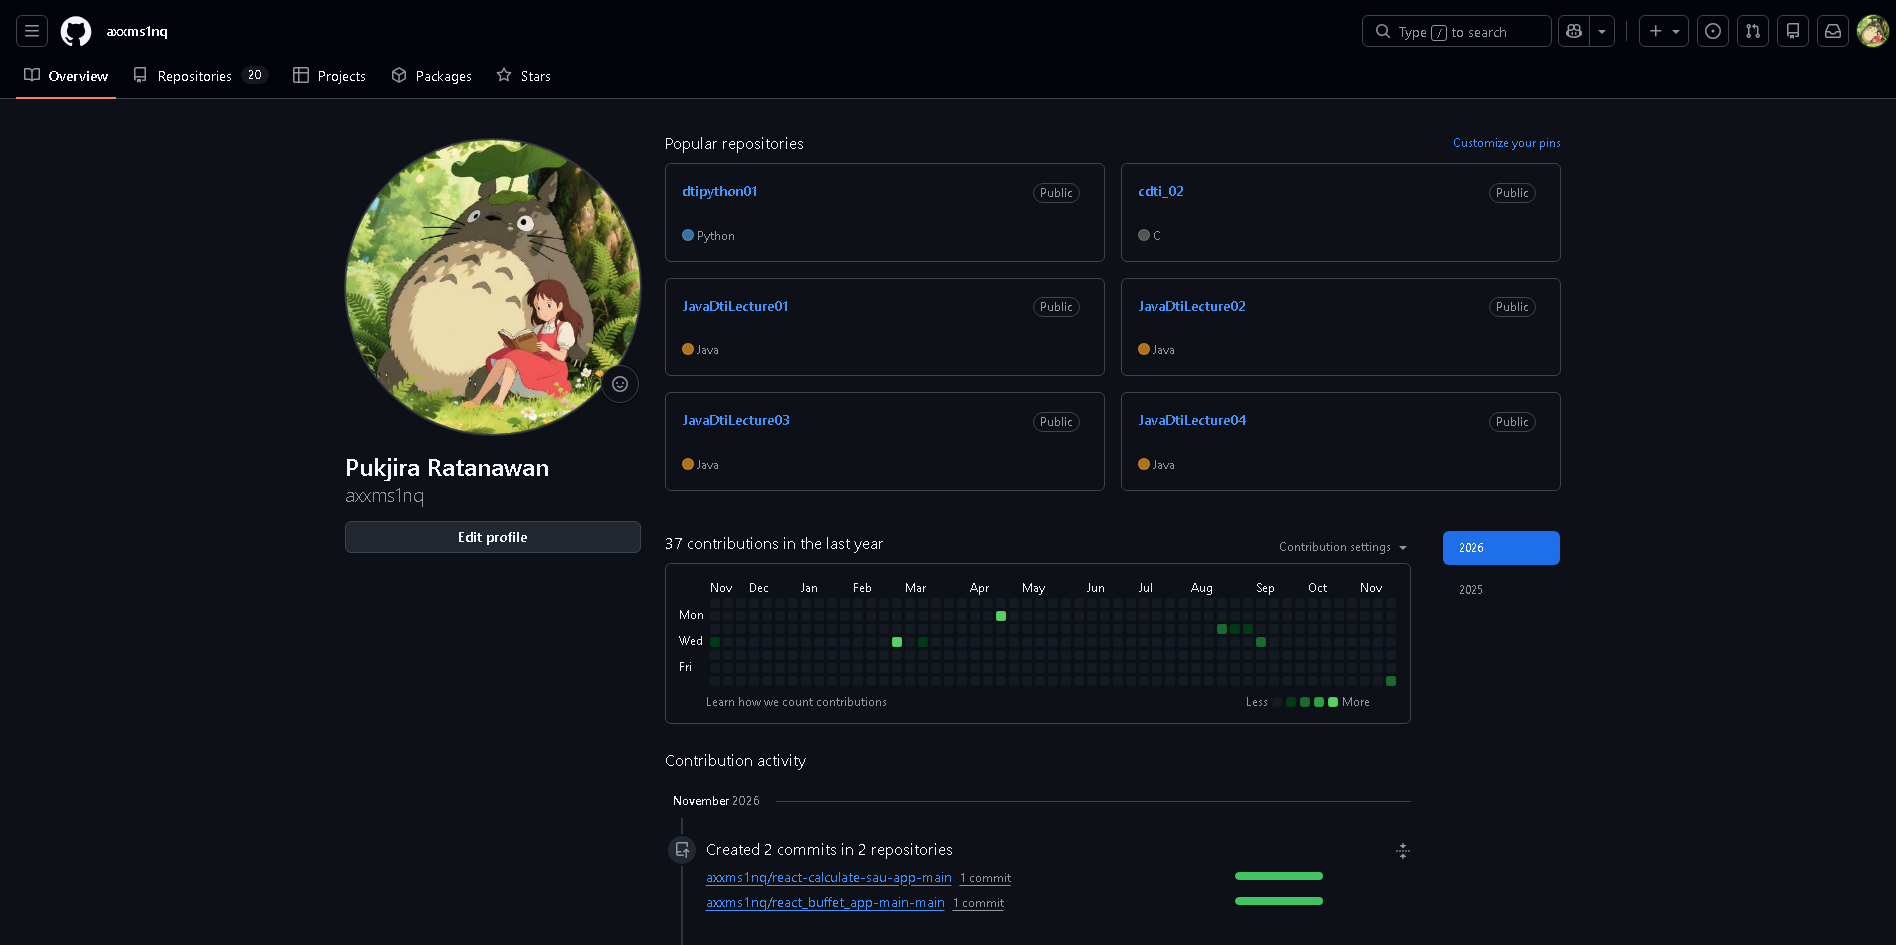 axxms1nq
Type / to search
Overview
Repositories 20
Projects
Packages
Stars
Pukjira Ratanawan
axxms1nq
Edit profile
Popular repositories
Customize your pins
dtipython01 Public
Python
cdti_02 Public
C
JavaDtiLecture01 Public
Java
JavaDtiLecture02 Public
Java
JavaDtiLecture03 Public
Java
JavaDtiLecture04 Public
Java
37 contributions in the last year
Contribution settings
2026
2025
Nov Dec Jan Feb Mar Apr May Jun Jul Aug Sep Oct Nov
Mon
Wed
Fri
Learn how we count contributions
Less More
Contribution activity
November 2026
Created 2 commits in 2 repositories
axxms1nq/react-calculate-sau-app-main 1 commit
axxms1nq/react_buffet_app-main-main 1 commit